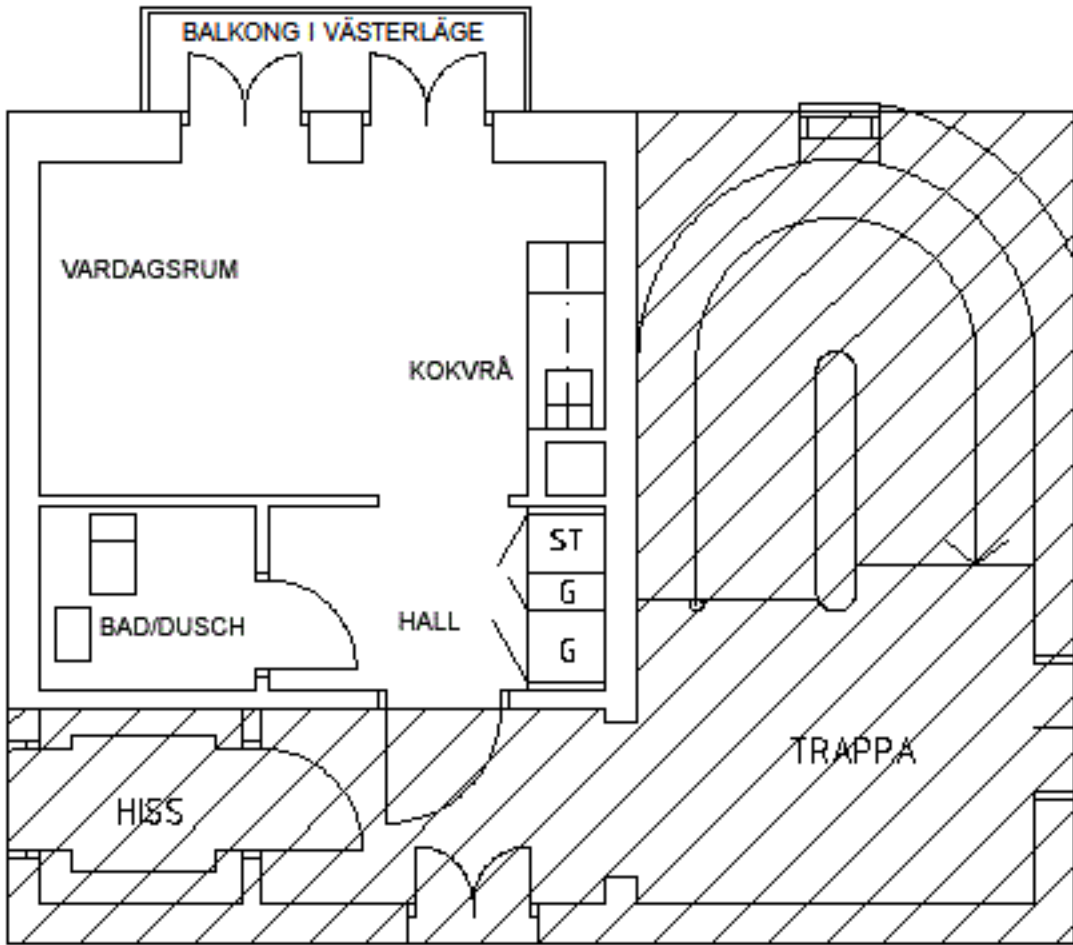 BALKONG I VÄSTERLÄGE
VARDAGSRUM
KOKVRÅ
ST
G
BAD/DUSCH
HALL
G
TRAPPA
HISS